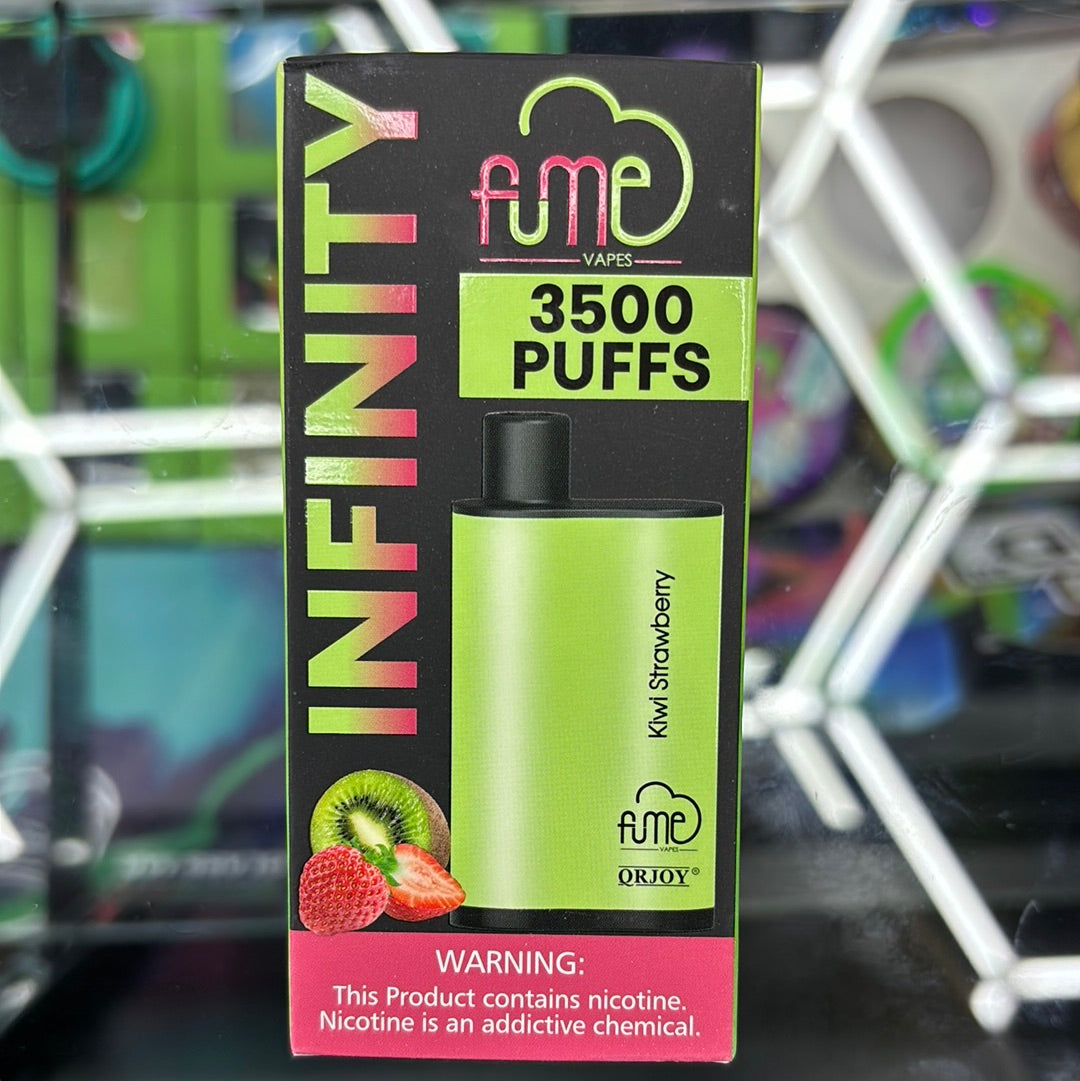 INFINITY
fume
VAPES
3500
PUFFS
Kiwi Strawberry
fume
VAPES
QRJOY®
WARNING:
This Product contains nicotine.
Nicotine is an addictive chemical.